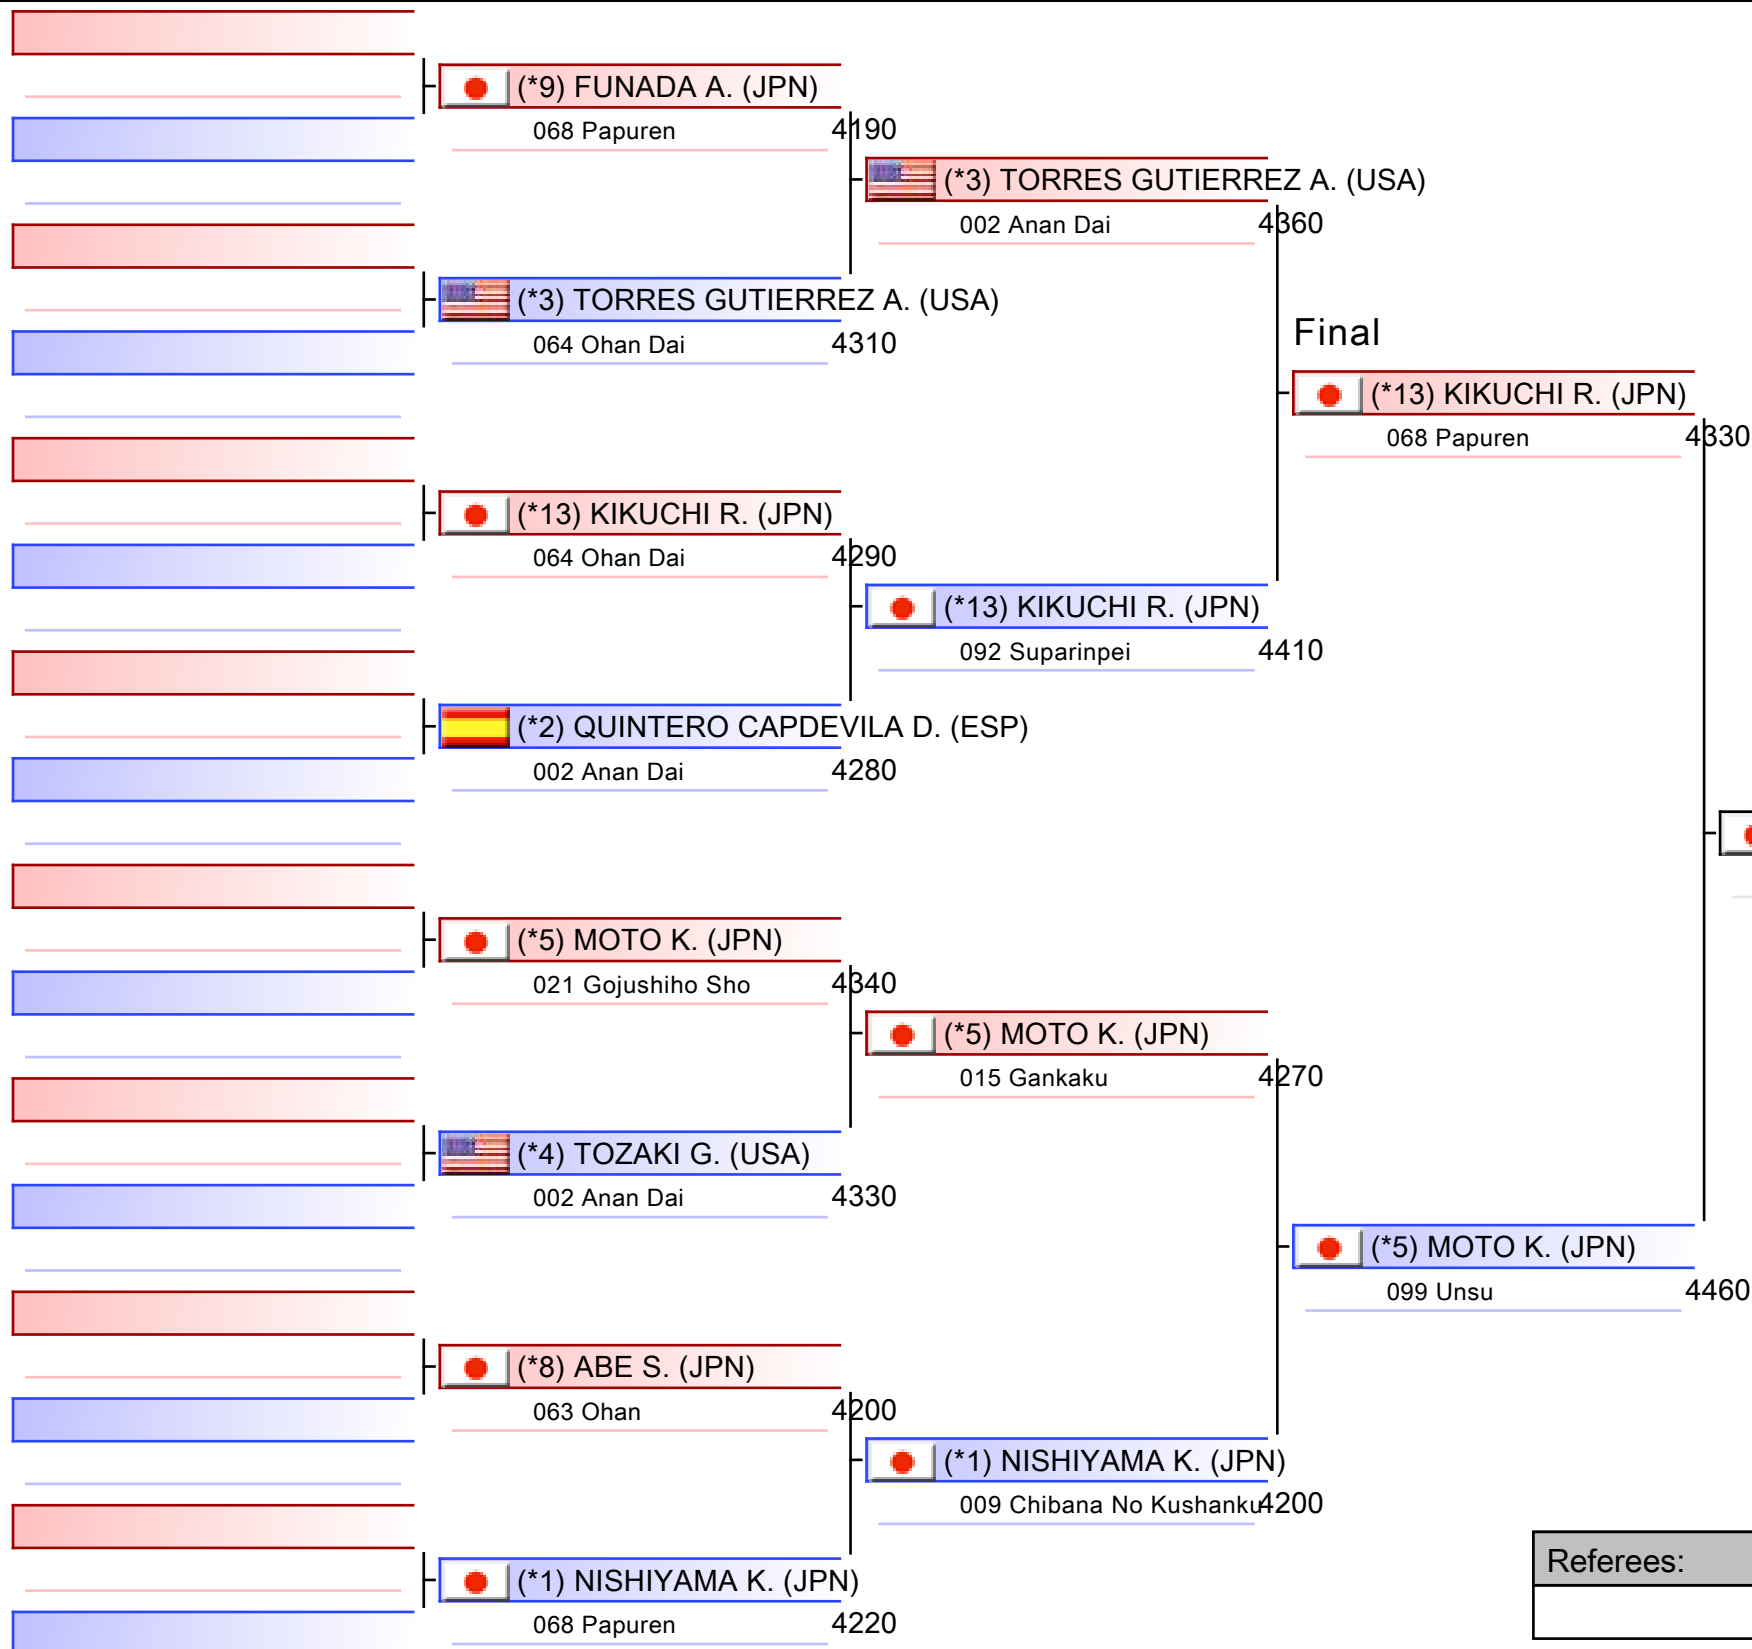 (*9) FUNADA A. (JPN)
068 Papuren 4190
(*3) TORRES GUTIERREZ A. (USA)
064 Ohan Dai 4310
(*13) KIKUCHI R. (JPN)
064 Ohan Dai 4290
(*2) QUINTERO CAPDEVILA D. (ESP)
002 Anan Dai 4280
(*5) MOTO K. (JPN)
021 Gojushiho Sho 4340
(*4) TOZAKI G. (USA)
002 Anan Dai 4330
(*8) ABE S. (JPN)
063 Ohan 4200
(*1) NISHIYAMA K. (JPN)
068 Papuren 4220
(*3) TORRES GUTIERREZ A. (USA)
002 Anan Dai 4360
(*13) KIKUCHI R. (JPN)
092 Suparinpei 4410
(*5) MOTO K. (JPN)
015 Gankaku 4270
(*1) NISHIYAMA K. (JPN)
009 Chibana No Kushanku 4200
Final
(*13) KIKUCHI R. (JPN)
068 Papuren 4330
(*5) MOTO K. (JPN)
099 Unsu 4460
Referees: